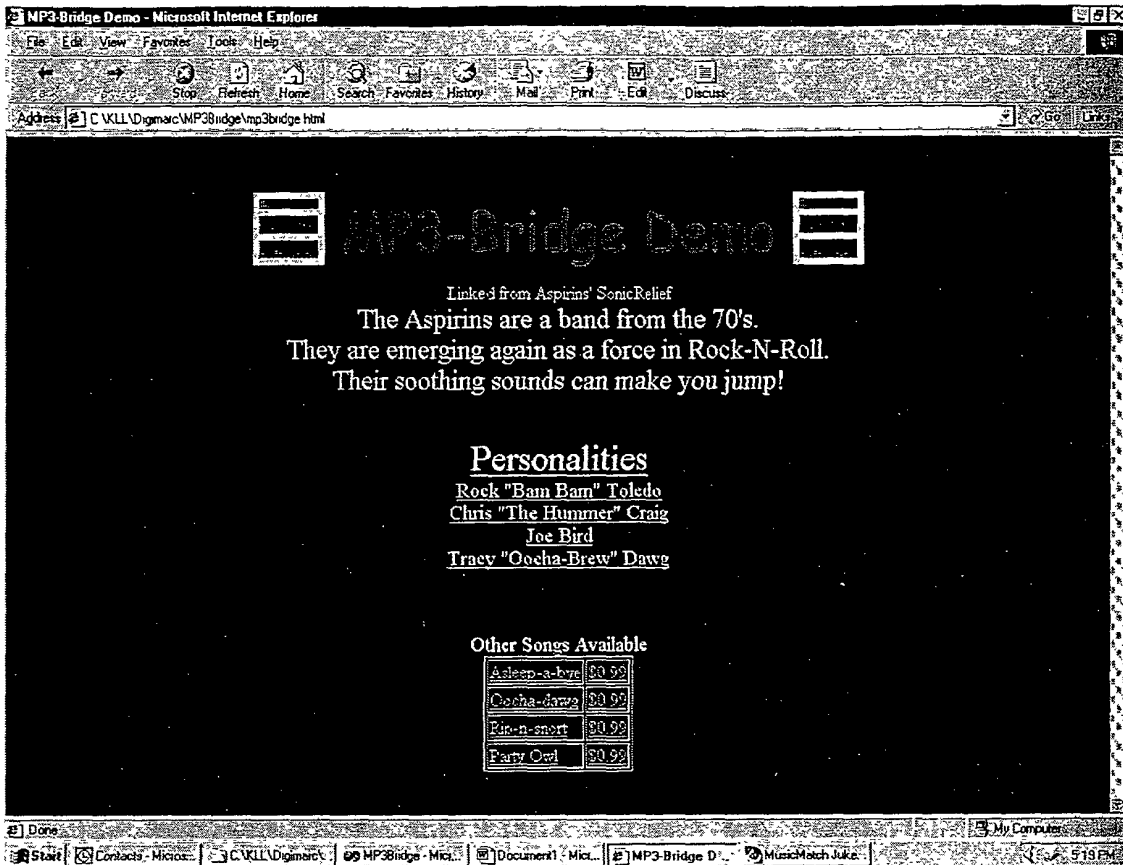 MP3-Bridge Demo - Microsoft Internet Explorer
File Edit View Favorites Tools Help
Stop Refresh Home Search Favorites History Mail Print Edit Discuss
Address C:\KLL\Digimarc\MP3Bridge\mp3bridge.html Go Links
MP3-Bridge Demo
Linked from Aspirins' SonicRelief
The Aspirins are a band from the 70's.
They are emerging again as a force in Rock-N-Roll.
Their soothing sounds can make you jump!
Personalities
Rock "Bam Bam" Toledo
Chris "The Hummer" Craig
Joe Bird
Tracy "Oocha-Brew" Dawg
Other Songs Available
Asleep-a-bye $0.99
Oocha-dawg $0.99
$0.99
Party Owl $0.99
Done My Computer
Start Contacts - Micros... C:\KLL\Digimarc\... MP3Bridge - Micr... Document1 - Micr... MP3-Bridge D... MusicMatch Juke... 5:19 PM